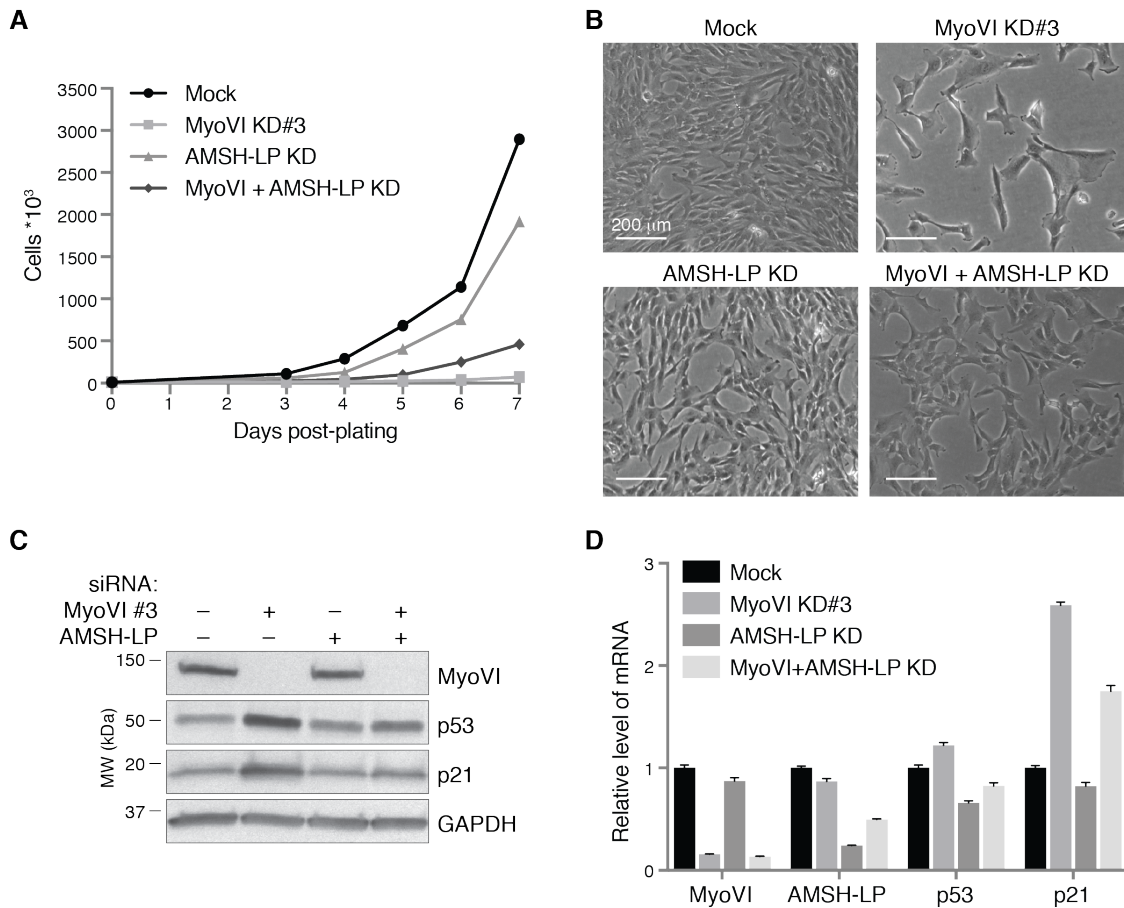 A
3500
3000
2500
2000
1500
1000
500
0
Cells *10³
0 1 2 3 4 5 6 7
Days post-plating
Mock
MyoVI KD#3
AMSH-LP KD
MyoVI + AMSH-LP KD
B
Mock
MyoVI KD#3
200 µm
AMSH-LP KD
MyoVI + AMSH-LP KD
C
siRNA:
MyoVI #3 – + – +
AMSH-LP – – + +
MW (kDa)
150 MyoVI
50 p53
20 p21
37 GAPDH
D
3
2
1
0
Relative level of mRNA
Mock
MyoVI KD#3
AMSH-LP KD
MyoVI+AMSH-LP KD
MyoVI AMSH-LP p53 p21